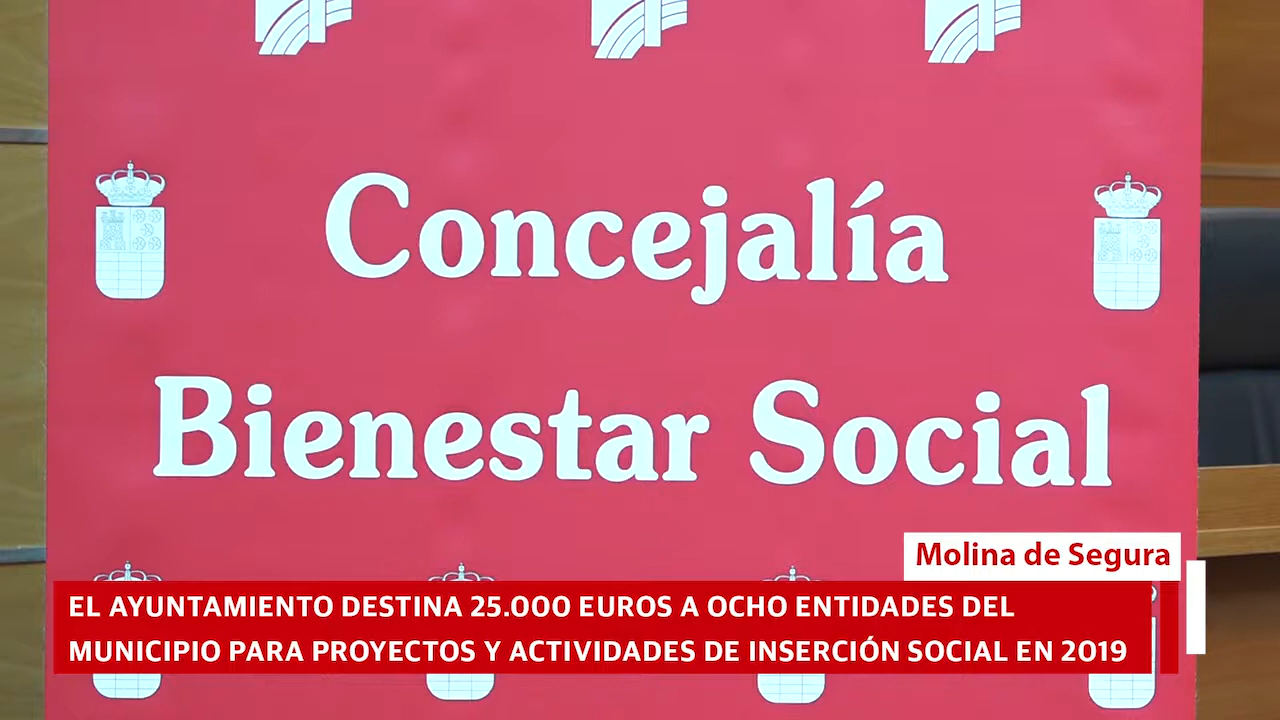 Concejalía
Bienestar Social
Molina de Segura
EL AYUNTAMIENTO DESTINA 25.000 EUROS A OCHO ENTIDADES DEL
MUNICIPIO PARA PROYECTOS Y ACTIVIDADES DE INSERCIÓN SOCIAL EN 2019